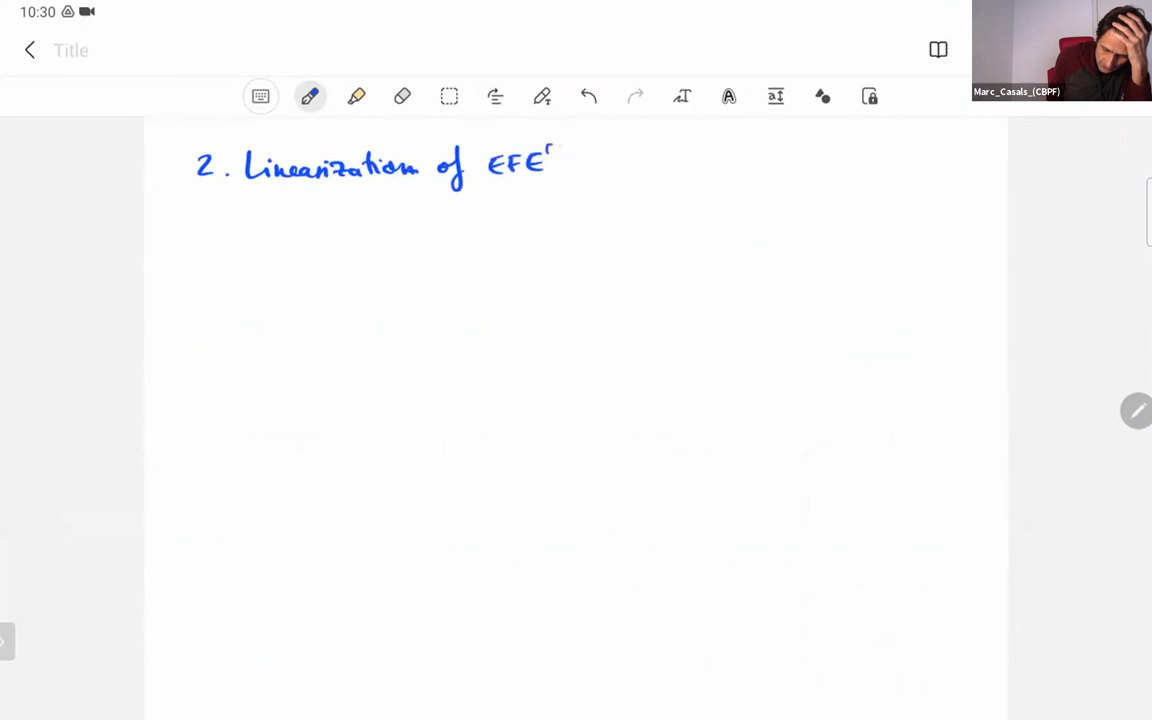 10:30
Title
Marc_Casals_(CBPF)
2. Linearization of EFE'